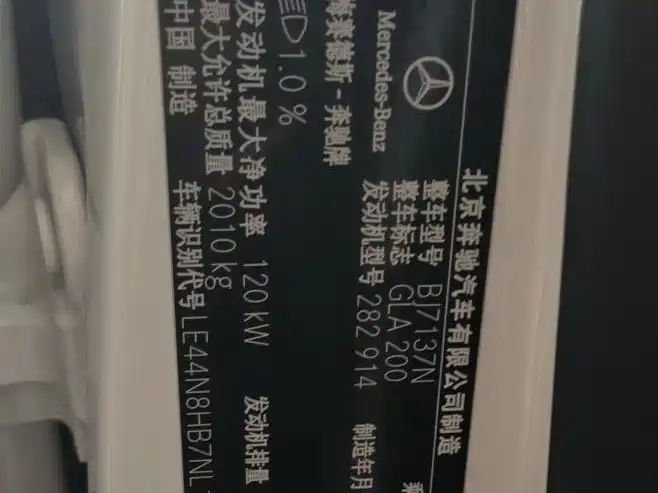 北京奔驰汽车有限公司制造
Mercedes-Benz
梅赛德斯-奔驰牌
整车型号 BJ7137N
整车标志 GLA 200
发动机型号 282 914
制造年月
乘
1.0 %
发动机最大净功率 120 kW
发动机排量
最大允许总质量 2010 kg
车辆识别代号 LE44N8HB7NL
中国 制造